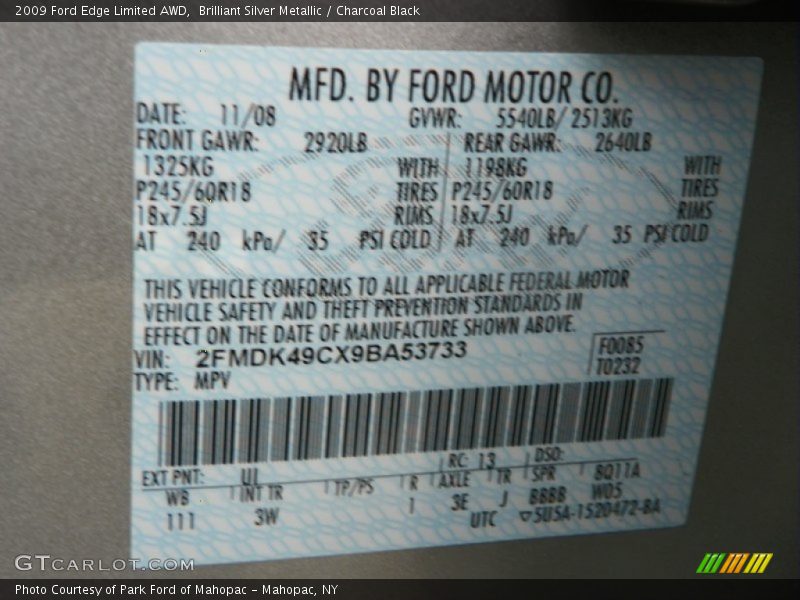 2009 Ford Edge Limited AWD,  Brilliant Silver Metallic / Charcoal Black
MFD. BY FORD MOTOR CO.
DATE: 11/08 GVWR: 5540LB/ 2513KG
FRONT GAWR: 2920LB REAR GAWR: 2640LB
1325KG WITH 1198KG WITH
P245/60R18 TIRES P245/60R18 TIRES
18x7.5J RIMS 18x7.5J RIMS
AT 240 kPa/ 35 PSI COLD AT 240 kPa/ 35 PSI COLD
THIS VEHICLE CONFORMS TO ALL APPLICABLE FEDERAL MOTOR
VEHICLE SAFETY AND THEFT PREVENTION STANDARDS IN
EFFECT ON THE DATE OF MANUFACTURE SHOWN ABOVE.
VIN: 2FMDK49CX9BA53733 F0085
TYPE: MPV T0232
EXT PNT: UI RC: 13 DSO:
WB INT TR TP/PS R AXLE TR SPR 8Q11A
111 3W 1 3E J BBBB W05
UTC ▽5U5A-1520472-BA
GTCARLOT.COM
Photo Courtesy of Park Ford of Mahopac – Mahopac, NY